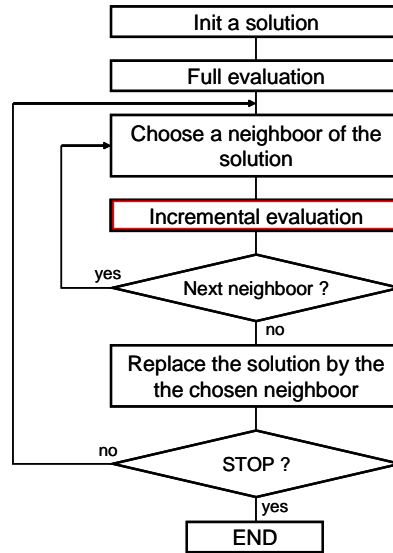 Init a solution
Full evaluation
Choose a neighboor of the
solution
Incremental evaluation
yes
Next neighboor ?
no
Replace the solution by the
the chosen neighboor
no
STOP ?
yes
END